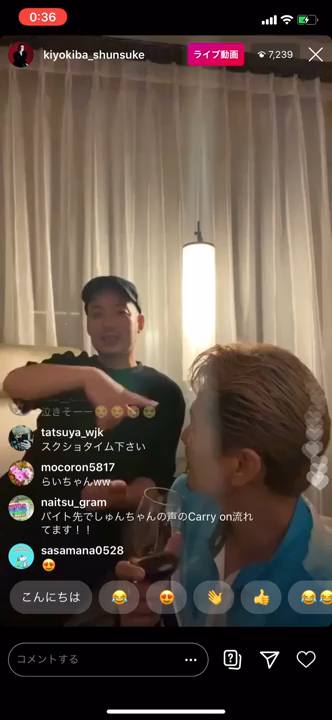 0:36
kiyokiba_shunsuke
ライブ動画
7,239
泣きそーー😭😭😭😭
tatsuya_wjk
スクショタイム下さい
mocoron5817
らいちゃんww
naitsu_gram
バイト先でしゅんちゃんの声のCarry on流れ
てます！！
sasamana0528
😍
こんにちは 😂 😍 👋 👍 😂😂
コメントする